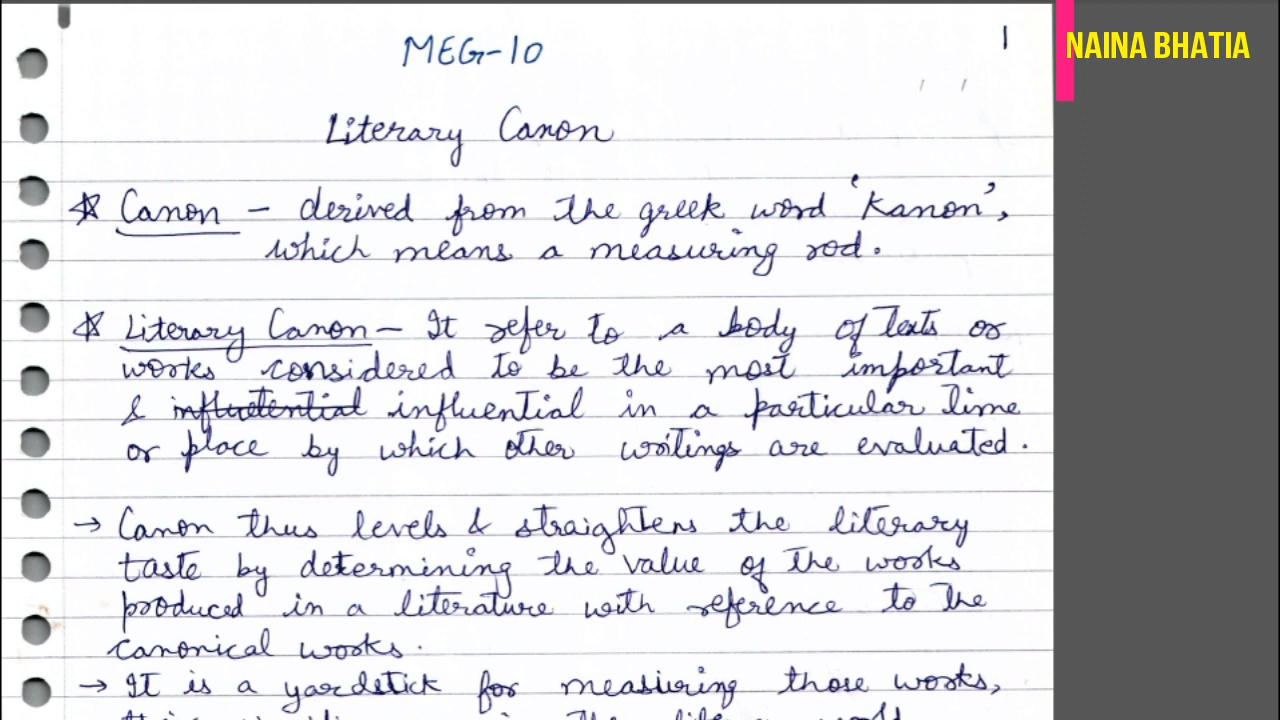 MEG-10
1
NAINA BHATIA
Literary Canon
☆ Canon - derived from the greek word 'Kanon',
which means a measuring rod.
☆ Literary Canon - It refer to a body of Texts or
works considered to be the most important
& influetential influential in a particular time
or place by which other writings are evaluated.
→ Canon thus levels & straightens the literary
taste by determining the value of the works
produced in a literature with reference to the
canonical works.
→ It is a yardstick for measuring those works,
the